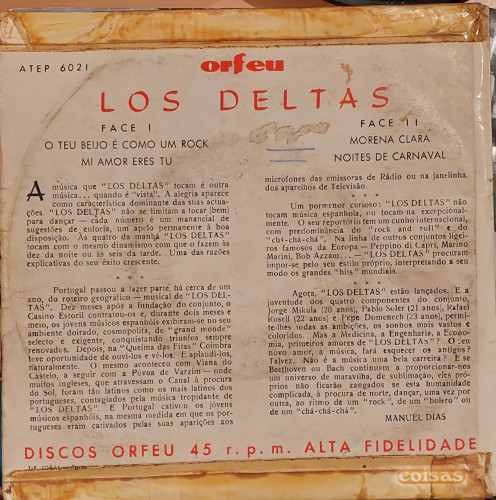 ATEP 6021
orfeu
LOS DELTAS
FACE I
O TEU BEIJO É COMO UM ROCK
MI AMOR ERES TU
FACE II
MORENA CLARA
NOITES DE CARNAVAL
A música que "LOS DELTAS" tocam é outra
música... quando é "vista". A alegria aparece
como característica dominante das suas actua-
ções. "LOS DELTAS" não se limitam a tocar (bem)
para dançar — cada número é um manancial de
sugestões de euforia, um apelo permanente à boa
disposição. Às quatro da manhã "LOS DELTAS"
tocam com o mesmo dinamismo com que o fazem às
dez da noite ou às seis da tarde. Uma das razões
explicativas do seu êxito crescente.
Portugal passou a fazer parte, há cerca de um
ano, do roteiro geográfico — musical de "LOS DEL-
TAS". Dez meses após a fundação do conjunto, o
Casino Estoril contratou-os e, durante dois meses e
meio, os jóvens músicos espanhóis exibiram-se no seu
ambiente doirado, cosmopolita, de "grand monde"
selecto e exigente, conquistando triunfos sempre
renovados. Depois, na "Queima das Fitas" Coimbra
teve oportunidade de ouvi-los e vê-los. E aplaudi-los,
naturalmente. O mesmo aconteceu com Viana do
Castelo, a seguir com a Póvoa de Varzim — onde
muitos ingleses, que atravessam o Canal à procura
do Sol, foram tão latinos como os mais latinos dos
portugueses, contagiados pela música tropidante de
"LOS DELTAS". E Portugal cativou os jóvens
músicos espanhóis, na mesma medida em que os por-
tugueses eram cativados pelas suas aparições aos
microfones das emissoras de Rádio ou na janelinha
dos aparelhos de Televisão.
Um pormenor curioso: "LOS DELTAS" não
tocam música espanhola, ou tocam-na excepcional-
mente. O seu reportório tem um cunho internacional,
com predominância do "rock and roll" e do
"chá-chá-chá". Na linha de outros conjuntos ligei-
ros famosos da Europa — Peppino di Capri, Marino
Marini, Bob Azzam... — "LOS DELTAS" procuram
impor-se pelo seu estilo próprio, interpretando a seu
modo os grandes "hits" mundiais.
Agora, "LOS DELTAS" estão lançados. E a
juventude dos quatro componentes do conjunto,
Jorge Mikula (20 anos), Pablo Soler (21 anos), Rafael
Rosell (22 anos) e Pepe Domenech (23 anos), permi-
te-lhes todas as ambições, os sonhos mais vastos e
coloridos. Mas a Medicina, a Engenharia, a Econo-
mia, primeiros amores de "LOS DELTAS"? O seu
novo amor, a música, fará esquecer os antigos?
Talvez. Não é a música uma bela carreira? E se
Beethoven ou Bach continuam a proporcionar-nos
um universo de maravilha, de sublimação, eles pró-
prios não ficarão zangados se esta humanidade
complicada, à procura de norte, dançar, uma vez por
outra, ao ritmo de um "rock", de um "bolero" ou
de um "chá-chá-chá".
MANUEL DIAS
DISCOS ORFEU 45 r. p. m. ALTA FIDELIDADE
TIP. IDEAL — Porto
coisas